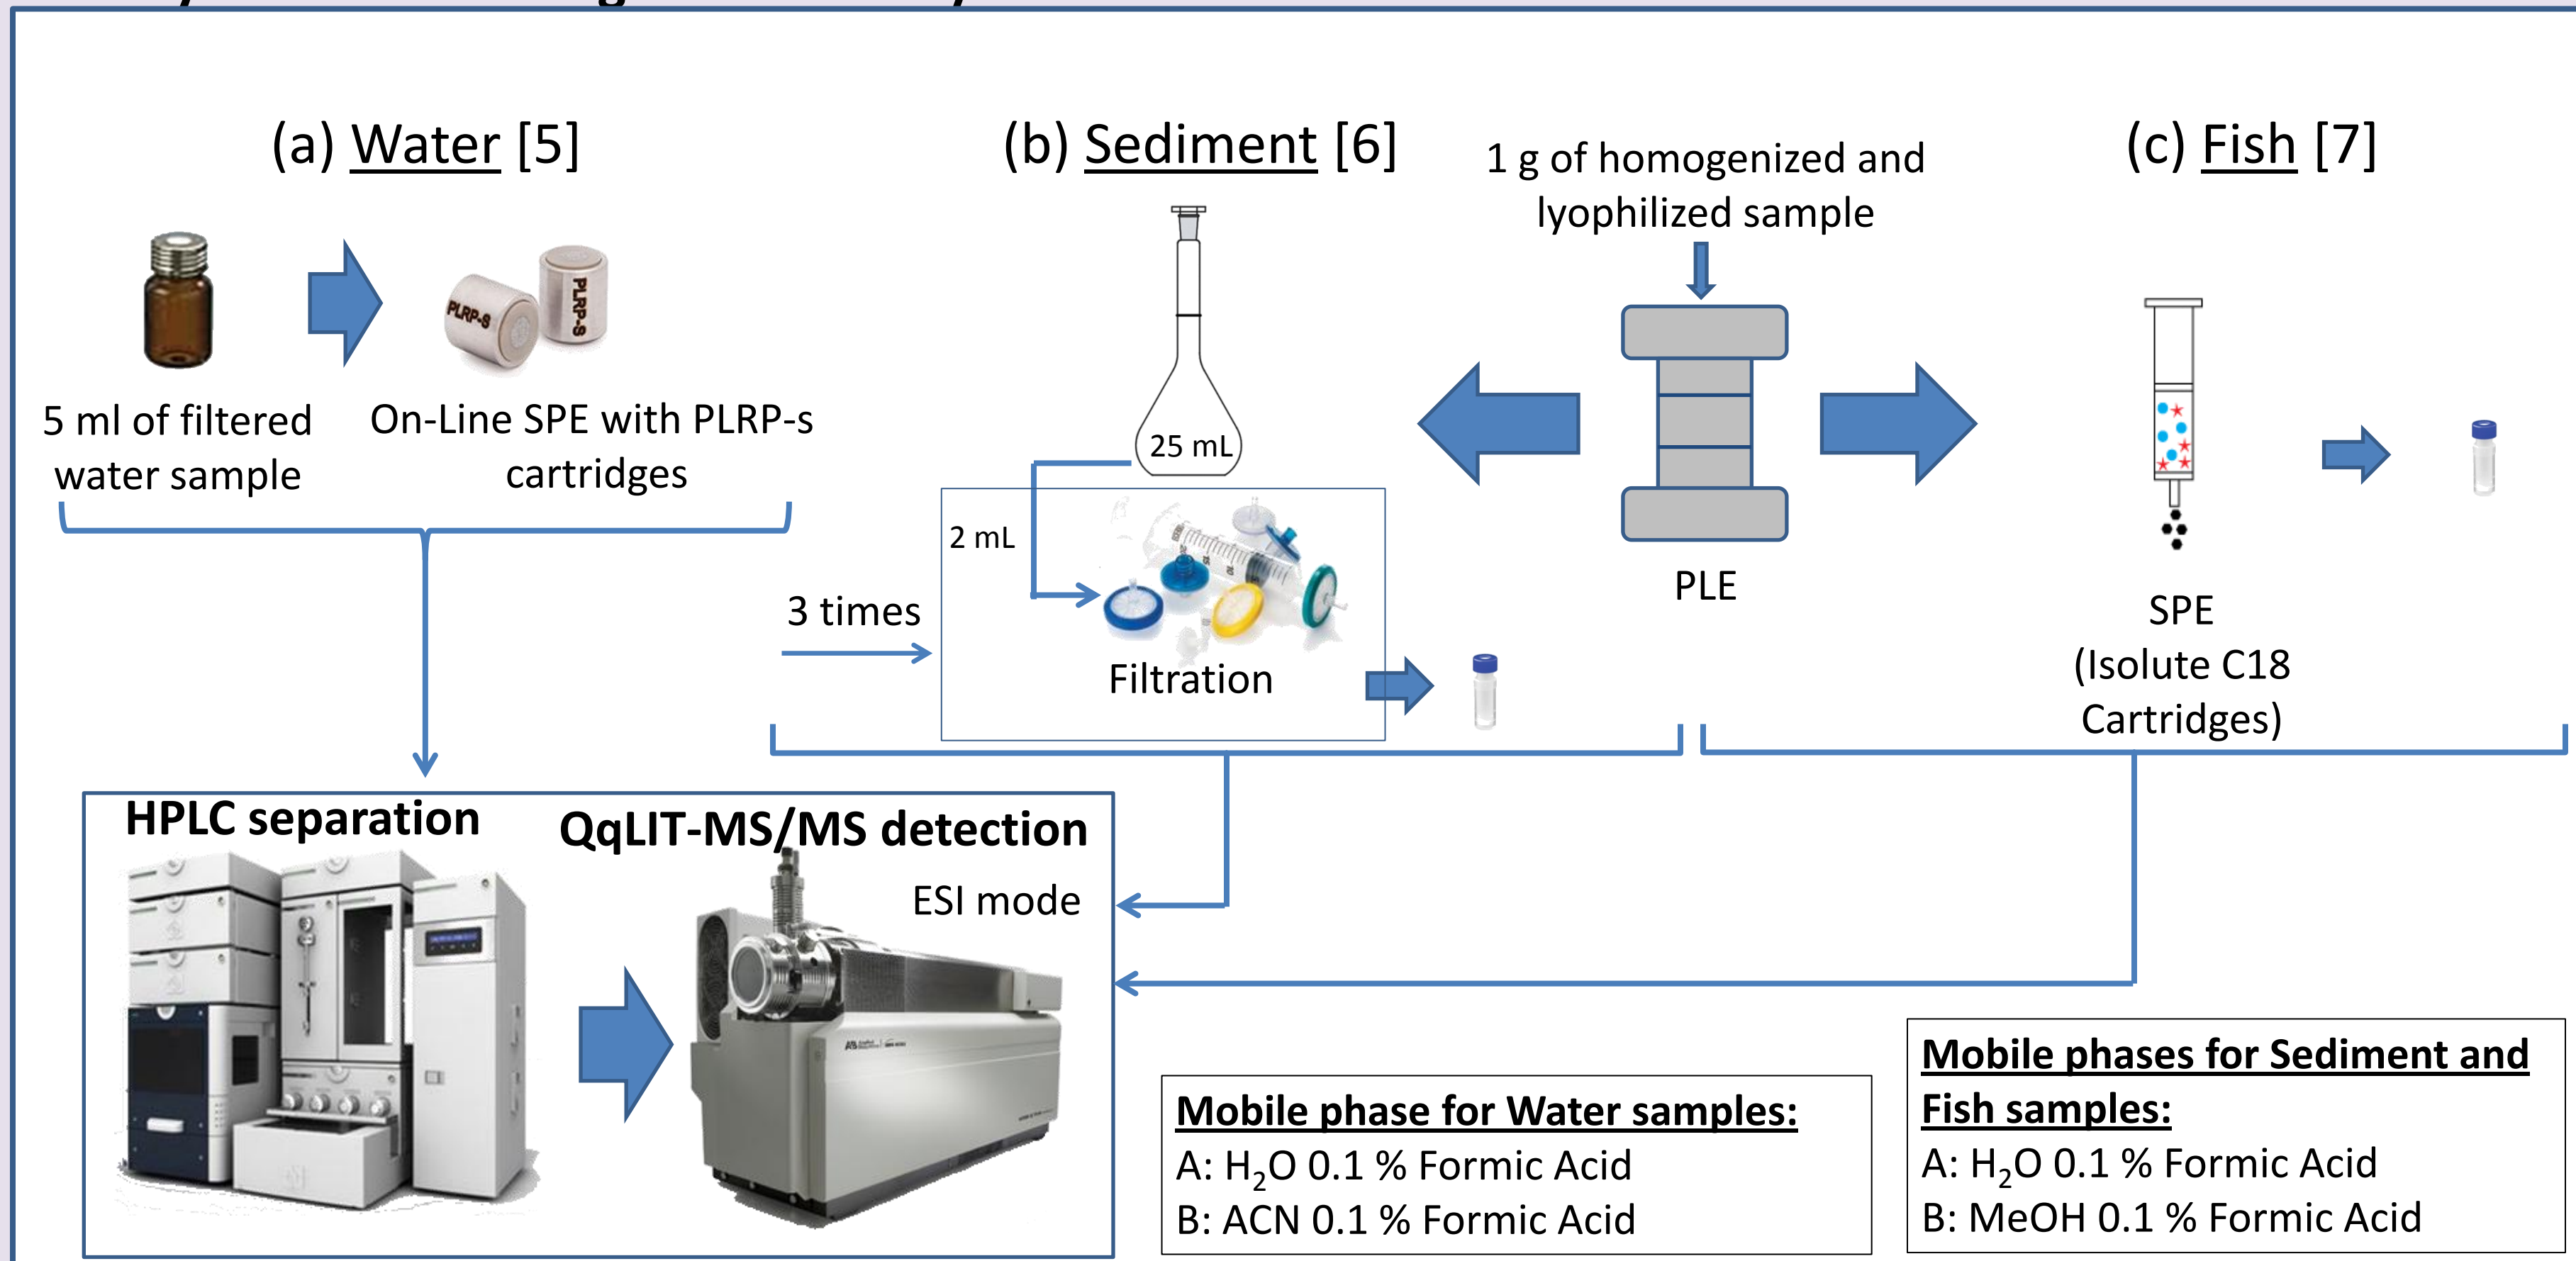 (a) Water [5]
5 ml of filtered
water sample
PLRP-S
PLRP-S
On-Line SPE with PLRP-s
cartridges
(b) Sediment [6]
25 mL
2 mL
3 times
Filtration
1 g of homogenized and
lyophilized sample
PLE
(c) Fish [7]
SPE
(Isolute C18
Cartridges)
HPLC separation
QqLIT-MS/MS detection
ESI mode
Mobile phase for Water samples:
A: H₂O 0.1 % Formic Acid
B: ACN 0.1 % Formic Acid
Mobile phases for Sediment and
Fish samples:
A: H₂O 0.1 % Formic Acid
B: MeOH 0.1 % Formic Acid